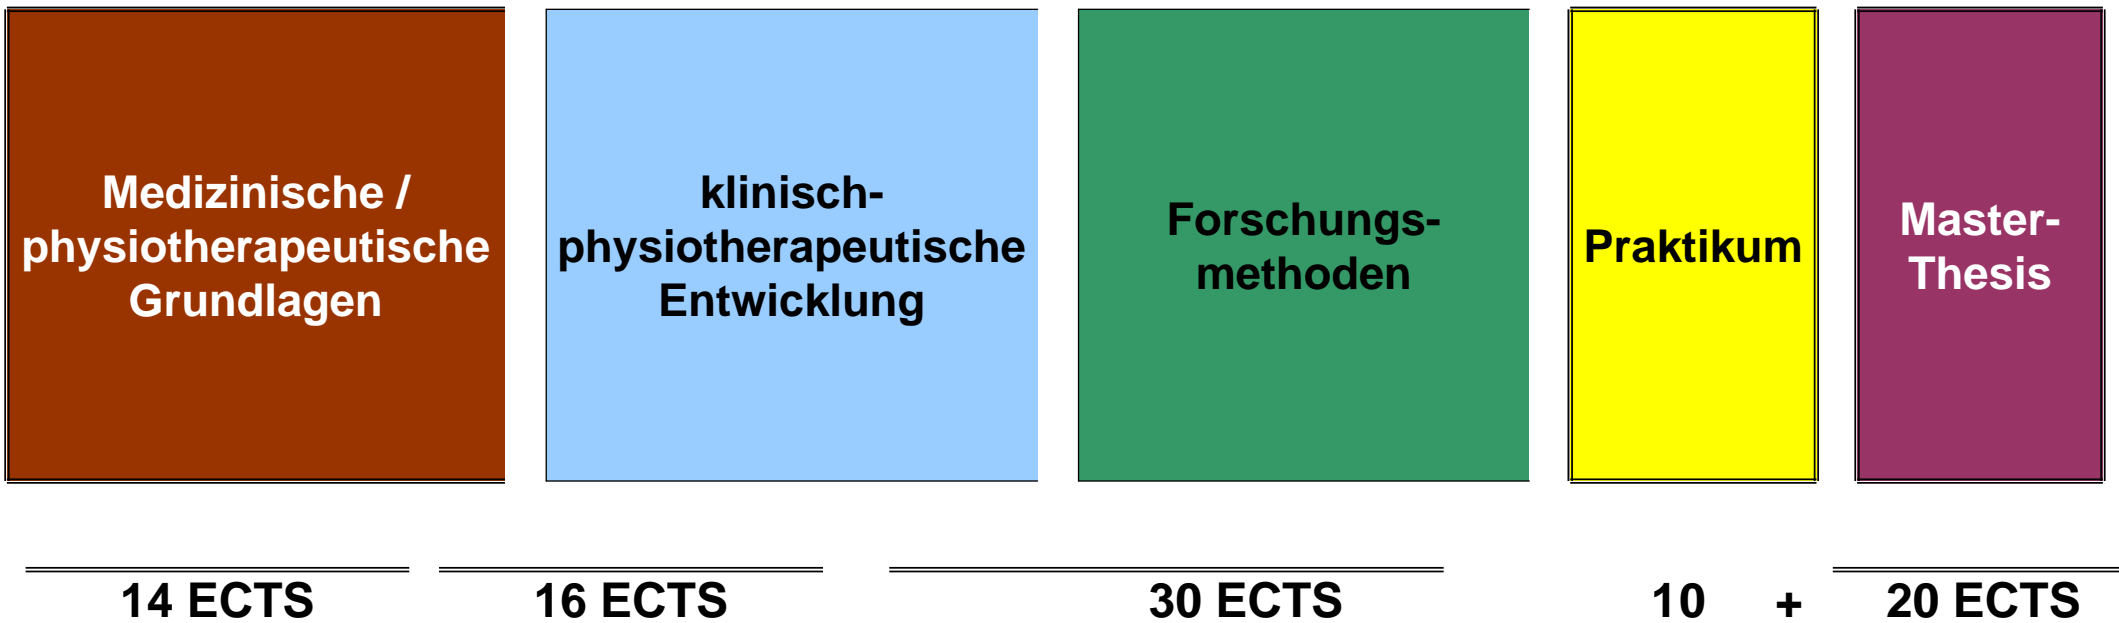 Medizinische /
physiotherapeutische
Grundlagen
klinisch-
physiotherapeutische
Entwicklung
Forschungs-
methoden
Praktikum
Master-
Thesis
14 ECTS
16 ECTS
30 ECTS
10 + 20 ECTS